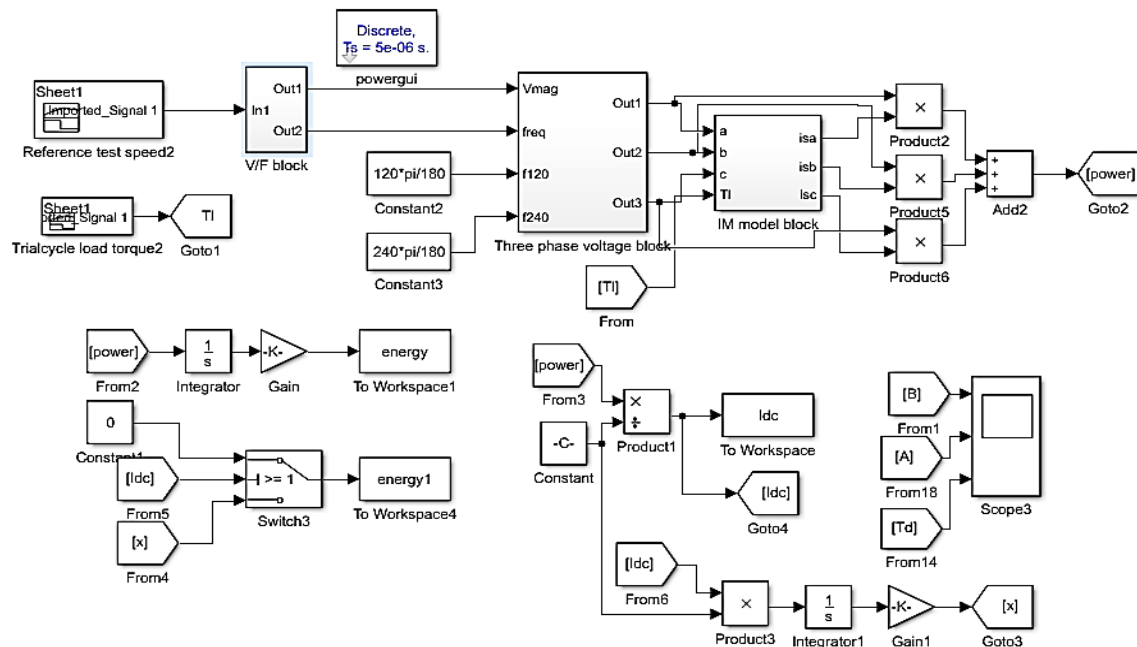 Discrete,
Ts = 5e-06 s.
powergui
Sheet1
Imported_Signal 1
Reference test speed2
In1
Out1
Out2
V/F block
Vmag
freq
f120
f240
Out1
Out2
Out3
Three phase voltage block
120*pi/180
Constant2
240*pi/180
Constant3
a
b
c
Tl
isa
isb
Isc
IM model block
×
Product2
×
Product5
×
Product6
+
+
+
Add2
[power]
Goto2
Sheet1
Signal 1
Trialcycle load torque2
Tl
Goto1
[Tl]
From
[power]
From2
1
s
Integrator
-K-
Gain
energy
To Workspace1
0
Constant1
[Idc]
From5
[x]
From4
>= 1
Switch3
energy1
To Workspace4
[power]
From3
-C-
Constant
×
÷
Product1
Idc
To Workspace
[Idc]
Goto4
[B]
From1
[A]
From18
[Td]
From14
Scope3
[Idc]
From6
×
Product3
1
s
Integrator1
-K-
Gain1
[x]
Goto3